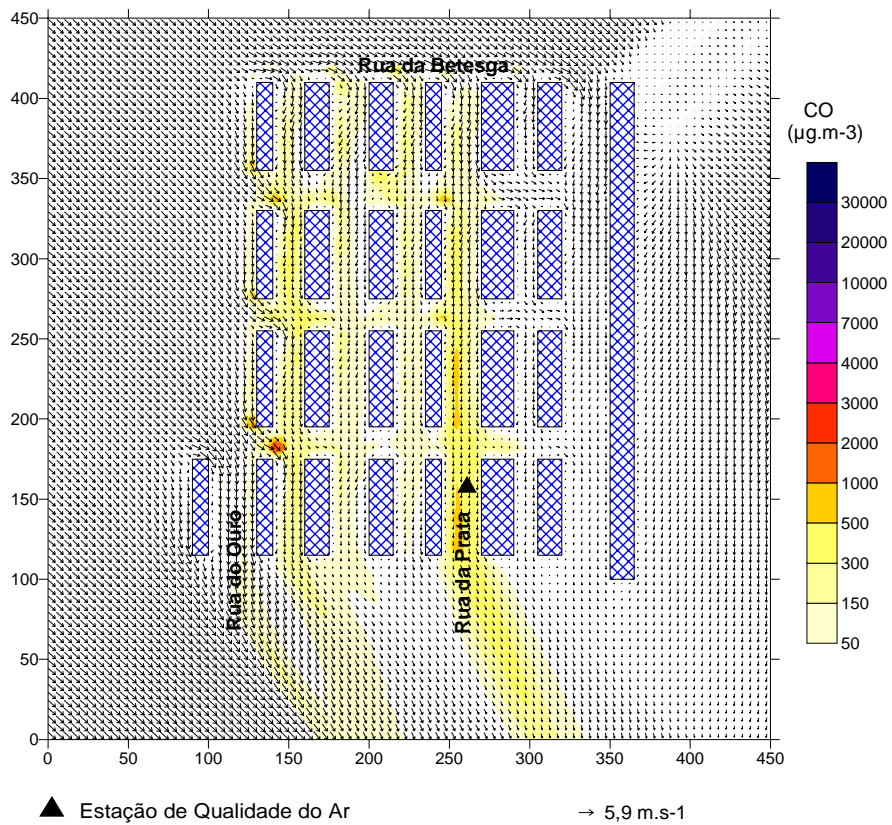 450
400
350
300
250
200
150
100
50
0
0 50 100 150 200 250 300 350 400 450
Rua da Betesga
Rua do Ouro
Rua da Prata
CO
(µg.m-3)
30000
20000
10000
7000
4000
3000
2000
1000
500
300
150
50
Estação de Qualidade do Ar
→ 5,9 m.s-1